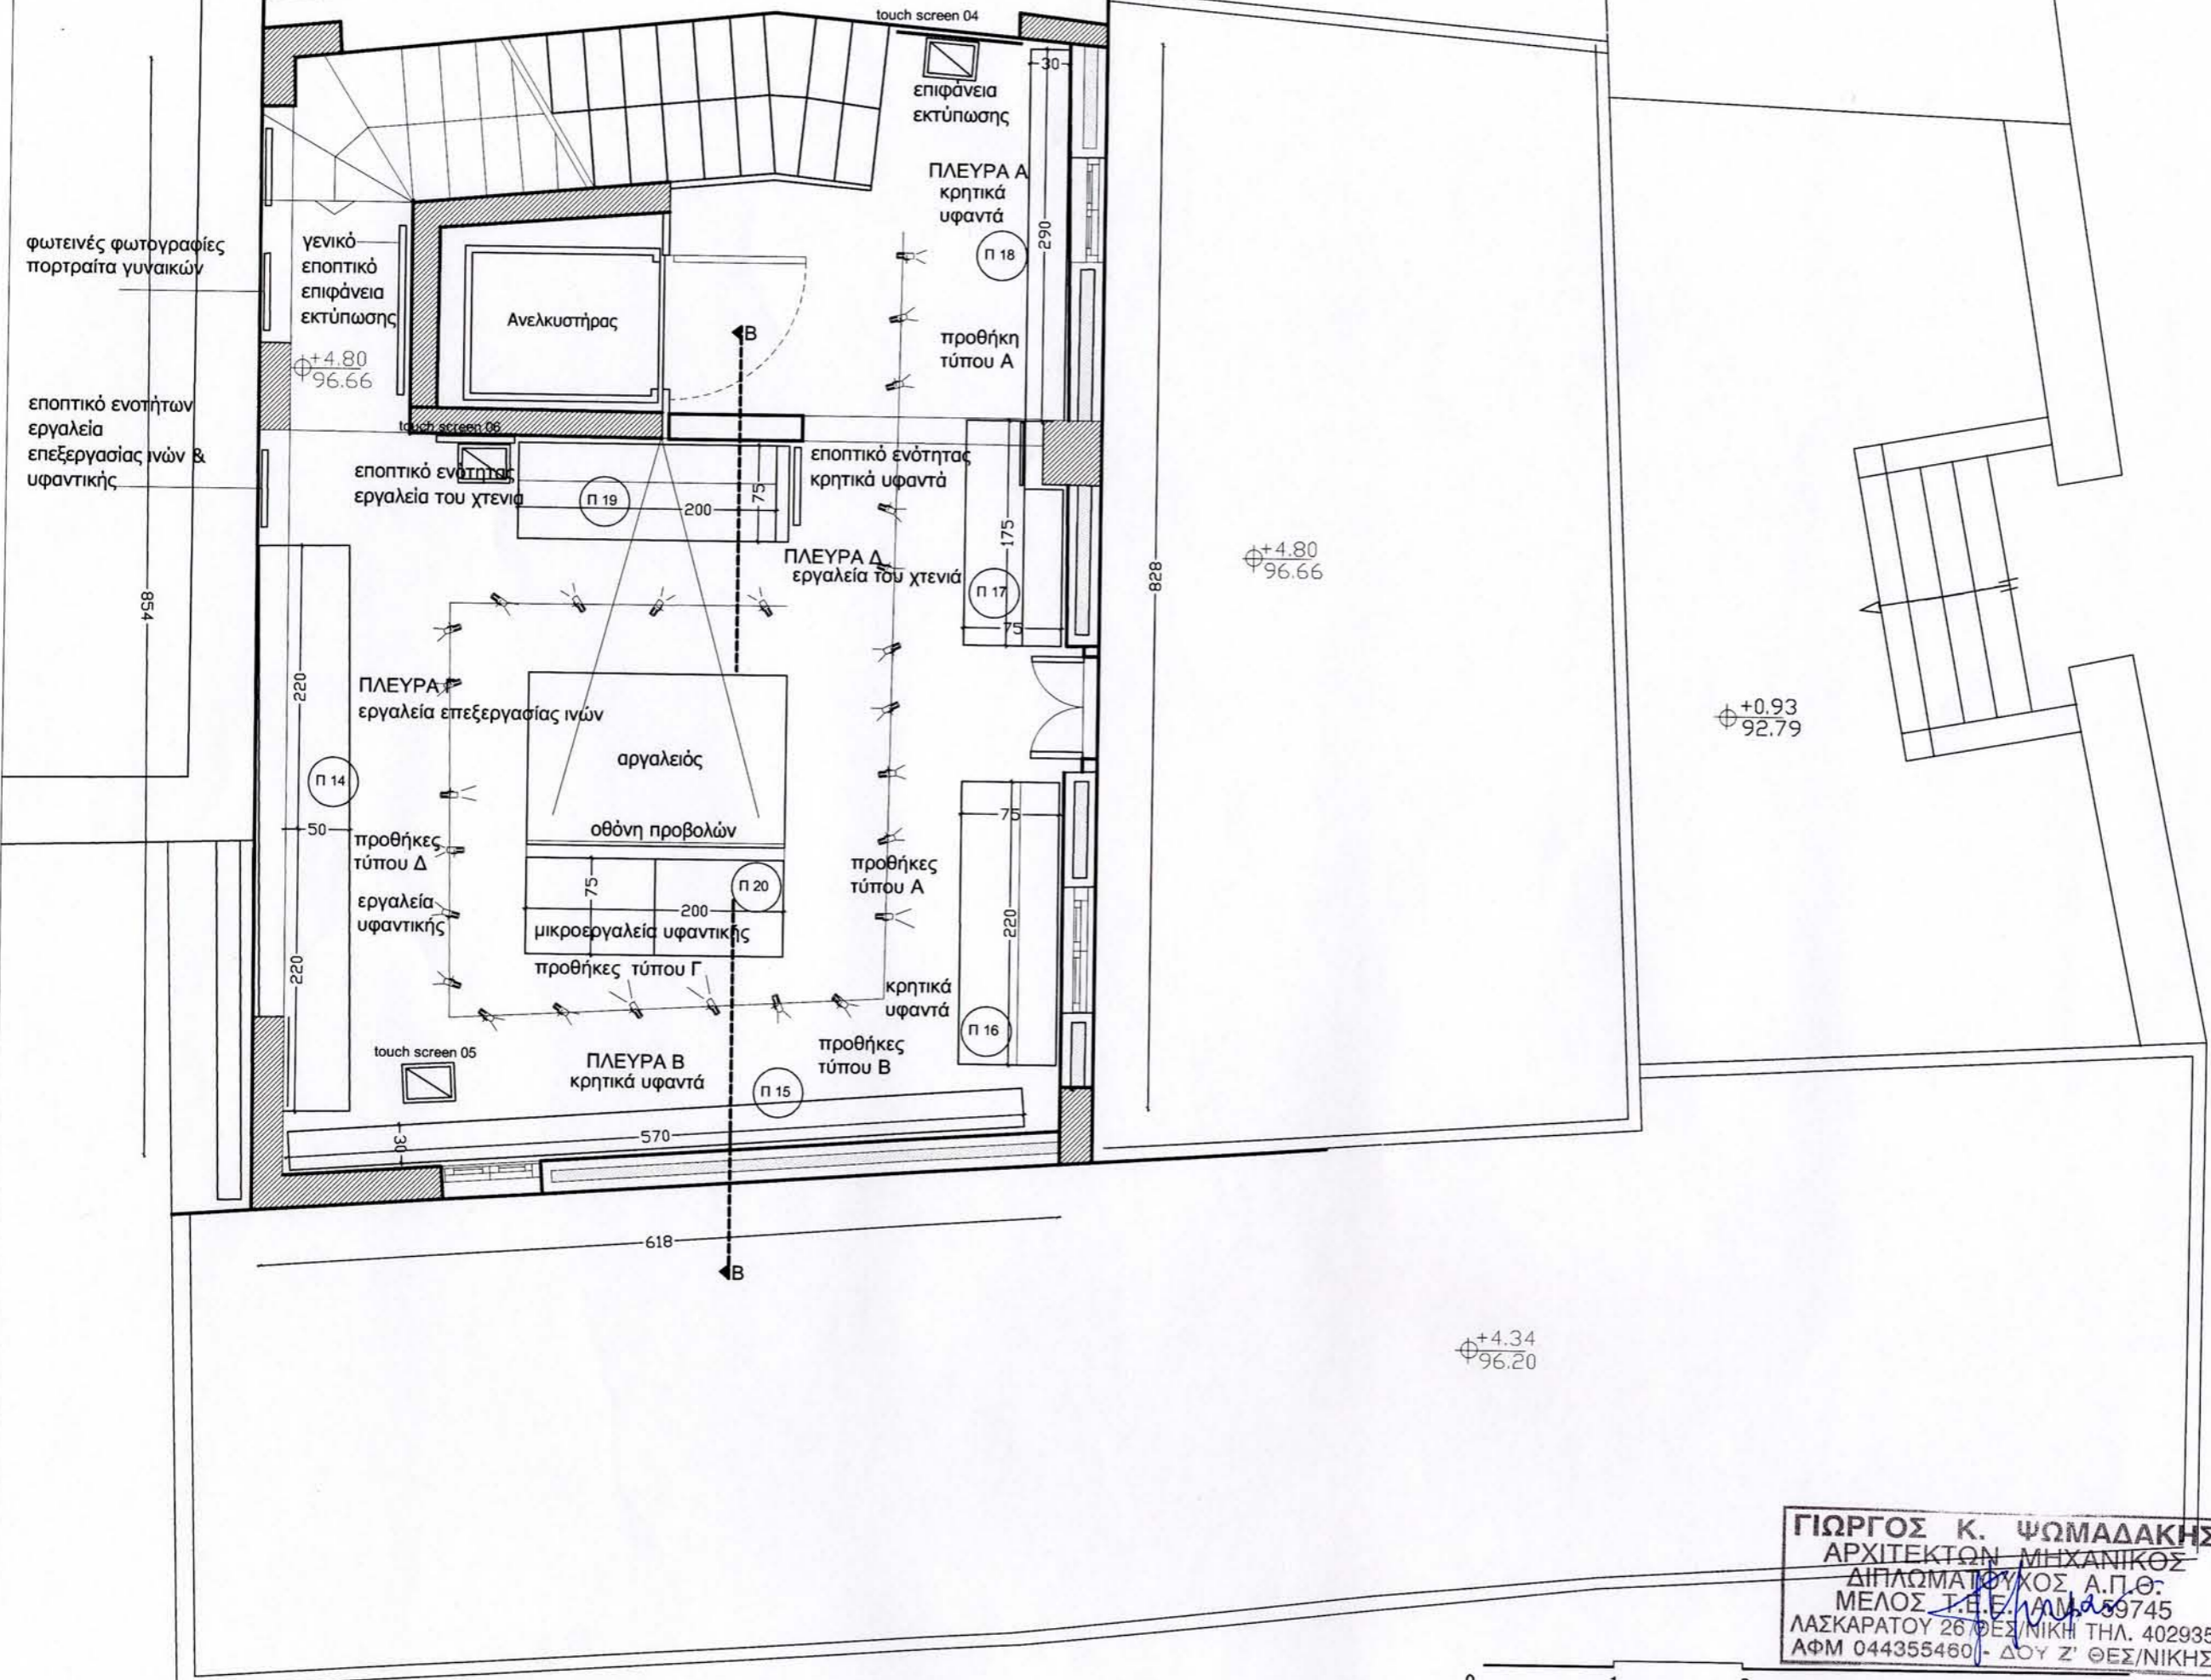 touch screen 04
επιφάνεια
εκτύπωσης
30
ΠΛΕΥΡΑ Α
κρητικά
υφαντά
Π 18
290
φωτεινές φωτογραφίες
πορτραίτα γυναικών
γενικό
εποπτικό
επιφάνεια
εκτύπωσης
Ανελκυστήρας
Β
προθήκη
τύπου Α
+4.80
96.66
εποπτικό ενοτήτων
εργαλεία
επεξεργασίας ινών &
υφαντικής
touch screen 06
εποπτικό ενότητας
εργαλεία του χτενιά
Π 19
200
75
εποπτικό ενότητας
κρητικά υφαντά
175
ΠΛΕΥΡΑ Δ
εργαλεία του χτενιά
Π 17
75
854
828
+4.80
96.66
220
ΠΛΕΥΡΑ
εργαλεία επεξεργασίας ινών
+0.93
92.79
αργαλειός
Π 14
οθόνη προβολών
50
προθήκες
τύπου Δ
75
προθήκες
τύπου Α
75
Π 20
200
εργαλεία
υφαντικής
μικροεργαλεία υφαντικής
220
220
προθήκες τύπου Γ
κρητικά
υφαντά
Π 16
touch screen 05
ΠΛΕΥΡΑ Β
κρητικά υφαντά
προθήκες
τύπου Β
Π 15
30
570
618
Β
+4.34
96.20
ΓΙΩΡΓΟΣ Κ. ΨΩΜΑΔΑΚΗΣ
ΑΡΧΙΤΕΚΤΩΝ ΜΗΧΑΝΙΚΟΣ
ΔΙΠΛΩΜΑΤΟΥΧΟΣ Α.Π.Θ.
ΜΕΛΟΣ Τ.Ε.Ε. Α.Μ. 59745
ΛΑΣΚΑΡΑΤΟΥ 26 ΘΕΣ/ΝΙΚΗ ΤΗΛ. 402935
ΑΦΜ 044355460 - ΔΟΥ Ζ' ΘΕΣ/ΝΙΚΗΣ